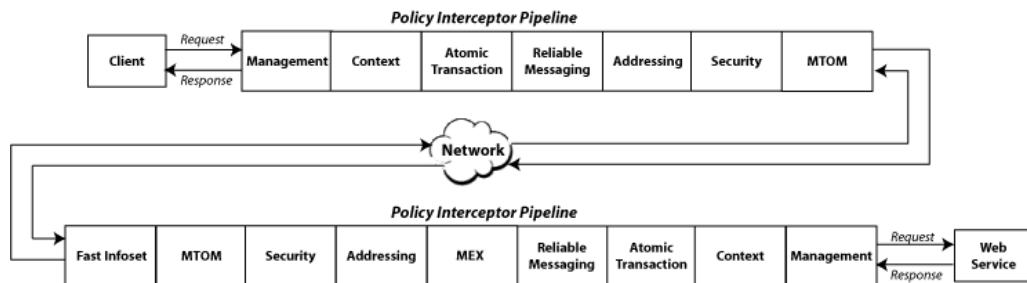 Policy Interceptor Pipeline
Request
Client
Response
Management
Context
Atomic
Transaction
Reliable
Messaging
Addressing
Security
MTOM
Network
Policy Interceptor Pipeline
Fast Infoset
MTOM
Security
Addressing
MEX
Reliable
Messaging
Atomic
Transaction
Context
Management
Request
Response
Web
Service